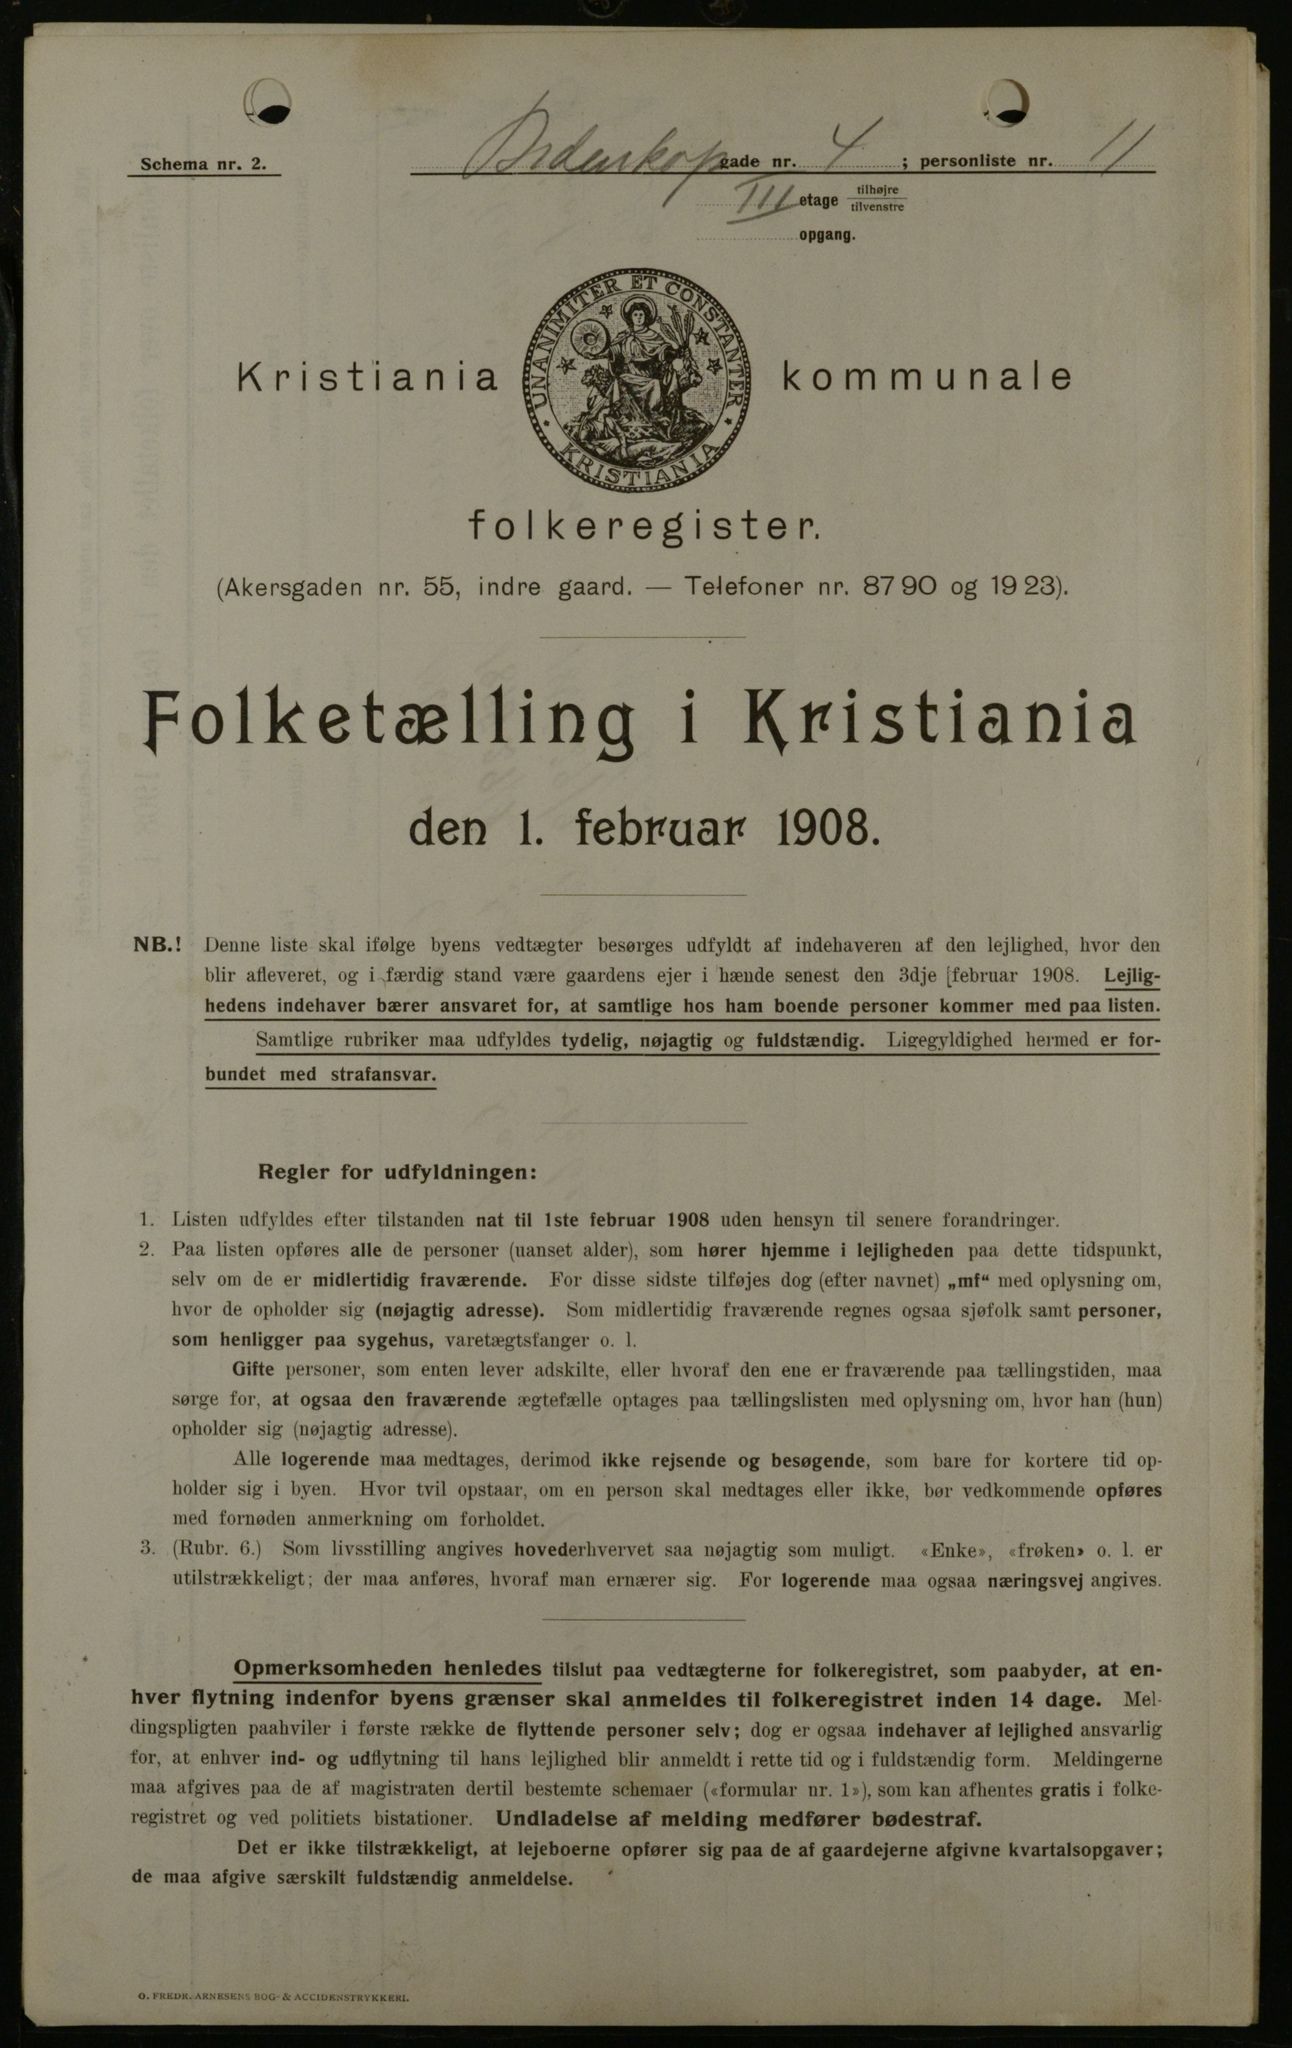 Schema nr. 2.
Bidenkop gade nr. 4 ; personliste nr. 11
III etage tilhøjre
tilvenstre
opgang.
UNANIMITER ET CONSTANTER
KRISTIANIA
Kristiania kommunale
folkeregister.
(Akersgaden nr. 55, indre gaard. — Telefoner nr. 87 90 og 19 23).
Folketælling i Kristiania
den 1. februar 1908.
NB.! Denne liste skal ifølge byens vedtægter besørges udfyldt af indehaveren af den lejlighed, hvor den
blir afleveret, og i færdig stand være gaardens ejer i hænde senest den 3dje [februar 1908. Lejlig-
hedens indehaver bærer ansvaret for, at samtlige hos ham boende personer kommer med paa listen.
Samtlige rubriker maa udfyldes tydelig, nøjagtig og fuldstændig. Ligegyldighed hermed er for-
bundet med strafansvar.
Regler for udfyldningen:
1. Listen udfyldes efter tilstanden nat til 1ste februar 1908 uden hensyn til senere forandringer.
2. Paa listen opføres alle de personer (uanset alder), som hører hjemme i lejligheden paa dette tidspunkt,
selv om de er midlertidig fraværende. For disse sidste tilføjes dog (efter navnet) „mf“ med oplysning om,
hvor de opholder sig (nøjagtig adresse). Som midlertidig fraværende regnes ogsaa sjøfolk samt personer,
som henligger paa sygehus, varetægtsfanger o. l.
Gifte personer, som enten lever adskilte, eller hvoraf den ene er fraværende paa tællingstiden, maa
sørge for, at ogsaa den fraværende ægtefælle optages paa tællingslisten med oplysning om, hvor han (hun)
opholder sig (nøjagtig adresse).
Alle logerende maa medtages, derimod ikke rejsende og besøgende, som bare for kortere tid op-
holder sig i byen. Hvor tvil opstaar, om en person skal medtages eller ikke, bør vedkommende opføres
med fornøden anmerkning om forholdet.
3. (Rubr. 6.) Som livsstilling angives hovederhvervet saa nøjagtig som muligt. «Enke», «frøken» o. l. er
utilstrækkeligt; der maa anføres, hvoraf man ernærer sig. For logerende maa ogsaa næringsvej angives.
Opmerksomheden henledes tilslut paa vedtægterne for folkeregistret, som paabyder, at en-
hver flytning indenfor byens grænser skal anmeldes til folkeregistret inden 14 dage. Mel-
dingspligten paahviler i første række de flyttende personer selv; dog er ogsaa indehaver af lejlighed ansvarlig
for, at enhver ind- og udflytning til hans lejlighed blir anmeldt i rette tid og i fuldstændig form. Meldingerne
maa afgives paa de af magistraten dertil bestemte schemaer («formular nr. 1»), som kan afhentes gratis i folke-
registret og ved politiets bistationer. Undladelse af melding medfører bødestraf.
Det er ikke tilstrækkeligt, at lejeboerne opfører sig paa de af gaardejerne afgivne kvartalsopgaver;
de maa afgive særskilt fuldstændig anmeldelse.
O. FREDR. ARNESENS BOG- & ACCIDENSTRYKKERI.